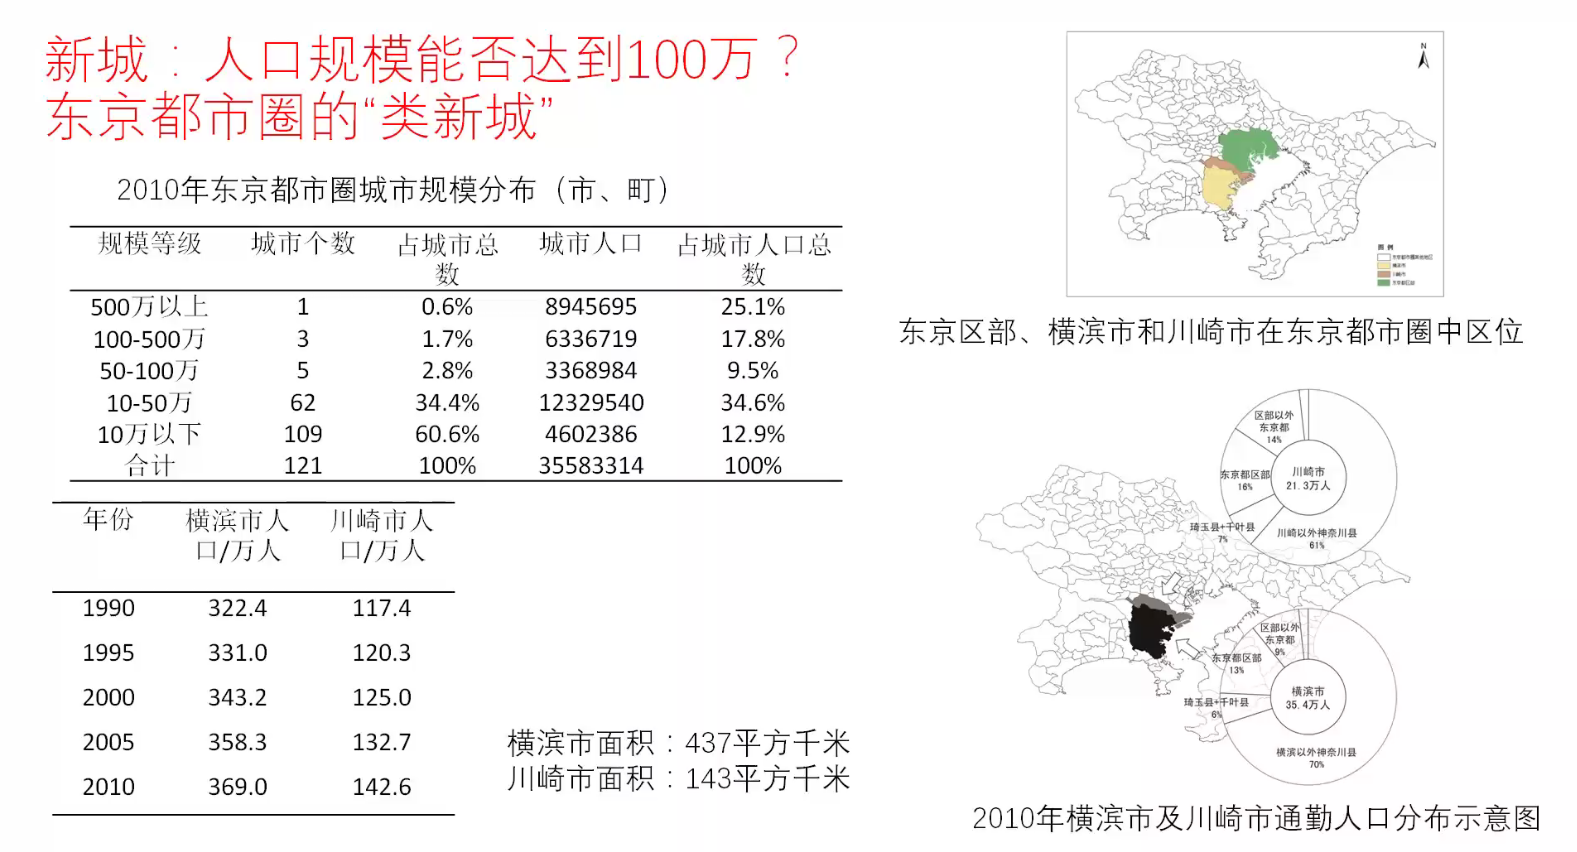 新城：人口规模能否达到100万？
东京都市圈的“类新城”
2010年东京都市圈城市规模分布（市、町）
规模等级 城市个数 占城市总数 城市人口 占城市人口总数
500万以上 1 0.6% 8945695 25.1%
100-500万 3 1.7% 6336719 17.8%
50-100万 5 2.8% 3368984 9.5%
10-50万 62 34.4% 12329540 34.6%
10万以下 109 60.6% 4602386 12.9%
合计 121 100% 35583314 100%
年份 横滨市人口/万人 川崎市人口/万人
1990 322.4 117.4
1995 331.0 120.3
2000 343.2 125.0
2005 358.3 132.7
2010 369.0 142.6
横滨市面积：437平方千米
川崎市面积：143平方千米
N
图 例
横滨市
川崎市
东京都区部
东京区部、横滨市和川崎市在东京都市圈中区位
区部以外
东京都
14%
东京都区部
16%
川崎市
21.3万人
琦玉县+千叶县
7%
川崎以外神奈川县
61%
区部以外
东京都
9%
东京都区部
13%
横滨市
35.4万人
琦玉县+千叶县
6%
横滨以外神奈川县
70%
2010年横滨市及川崎市通勤人口分布示意图